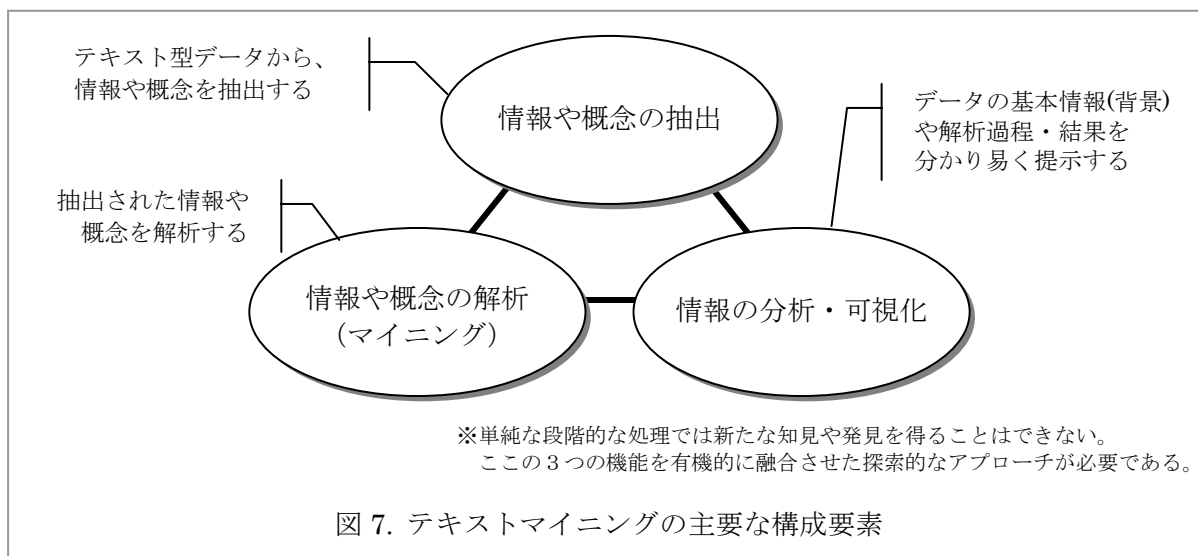 テキスト型データから、
情報や概念を抽出する
情報や概念の抽出
データの基本情報(背景)
や解析過程・結果を
分かり易く提示する
抽出された情報や
概念を解析する
情報や概念の解析
（マイニング）
情報の分析・可視化
※単純な段階的な処理では新たな知見や発見を得ることはできない。
ここの３つの機能を有機的に融合させた探索的なアプローチが必要である。
図 7. テキストマイニングの主要な構成要素